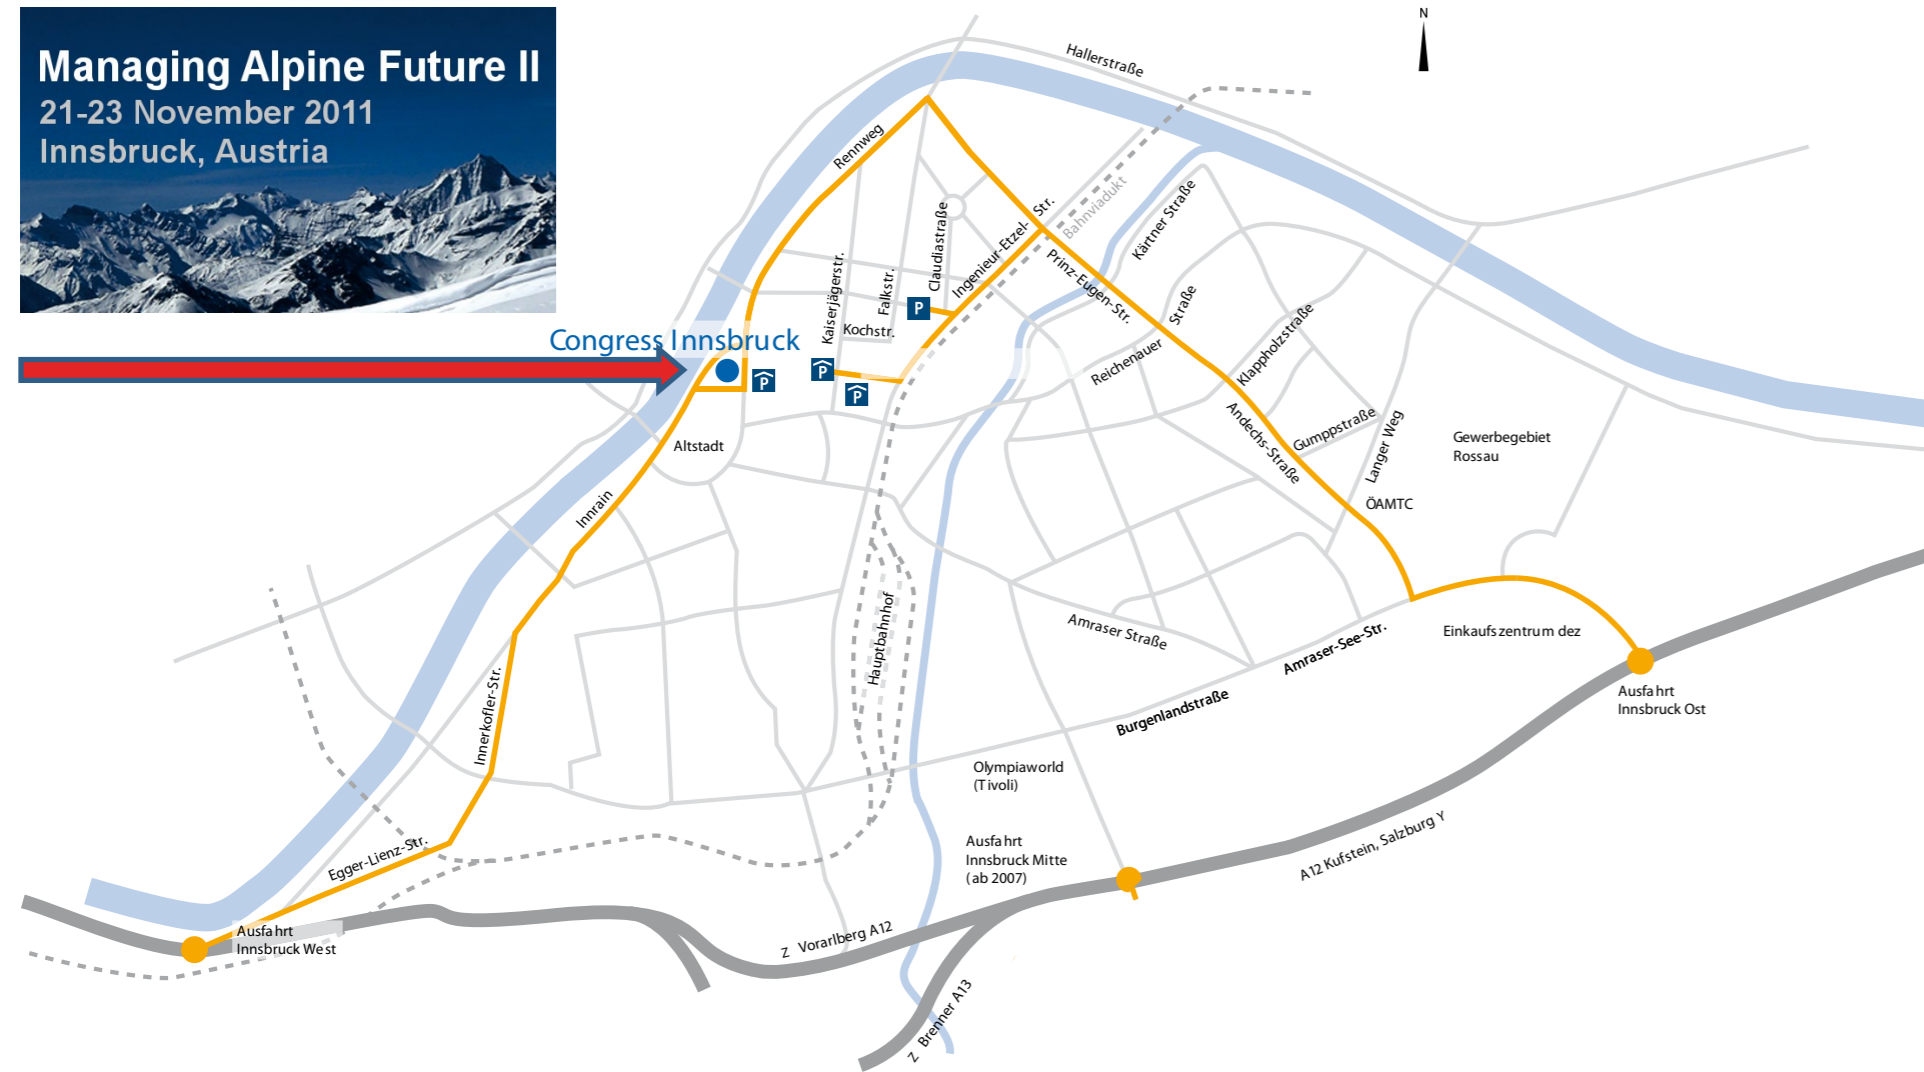 Managing Alpine Future II
21-23 November 2011
Innsbruck, Austria
N
Hallerstraße
Rennweg
Str.
Bahnviadukt
Kärtner Straße
Claudiastraße
Ingenieur-Etzel-
Prinz-Eugen-Str.
Kaiserjägerstr.
Falkstr.
Kochstr.
P
Straße
Reichenauer
Klappholzstraße
Congress Innsbruck
P
P
P
Altstadt
Andechs-Straße
Gumppstraße
Langer Weg
Gewerbegebiet
Rossau
ÖAMTC
Innrain
Hauptbahnhof
Amraser Straße
Amraser-See-Str.
Einkaufszentrum dez
Innerkofler-Str.
Burgenlandstraße
Ausfahrt
Innsbruck Ost
Olympiaworld
(Tivoli)
Egger-Lienz-Str.
Ausfahrt
Innsbruck Mitte
(ab 2007)
A12 Kufstein, Salzburg Y
Ausfahrt
Innsbruck West
Z Vorarlberg A12
Z Brenner A13